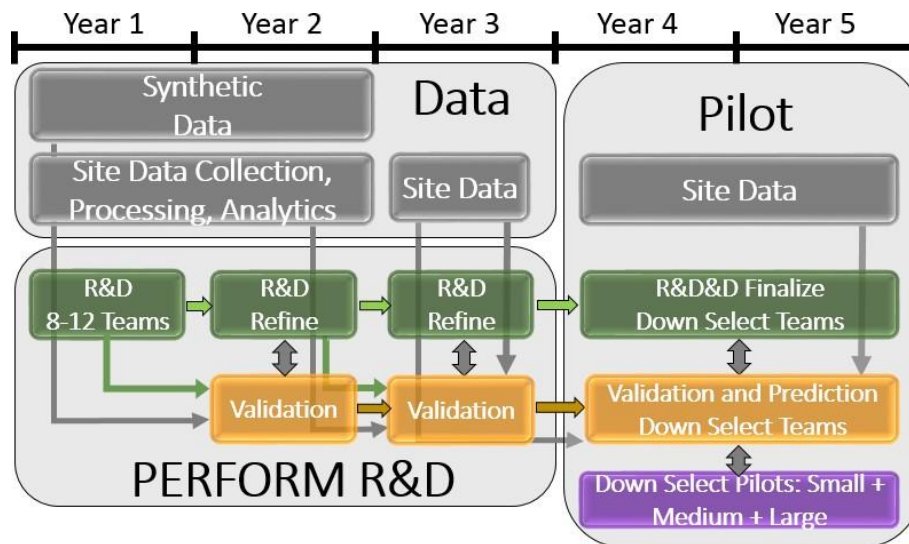 Year 1 Year 2 Year 3 Year 4 Year 5
Synthetic
Data
Data
Pilot
Site Data Collection,
Processing, Analytics
Site Data
Site Data
R&D
8-12 Teams
R&D
Refine
R&D
Refine
R&D&D Finalize
Down Select Teams
Validation
Validation
Validation and Prediction
Down Select Teams
PERFORM R&D
Down Select Pilots: Small +
Medium + Large